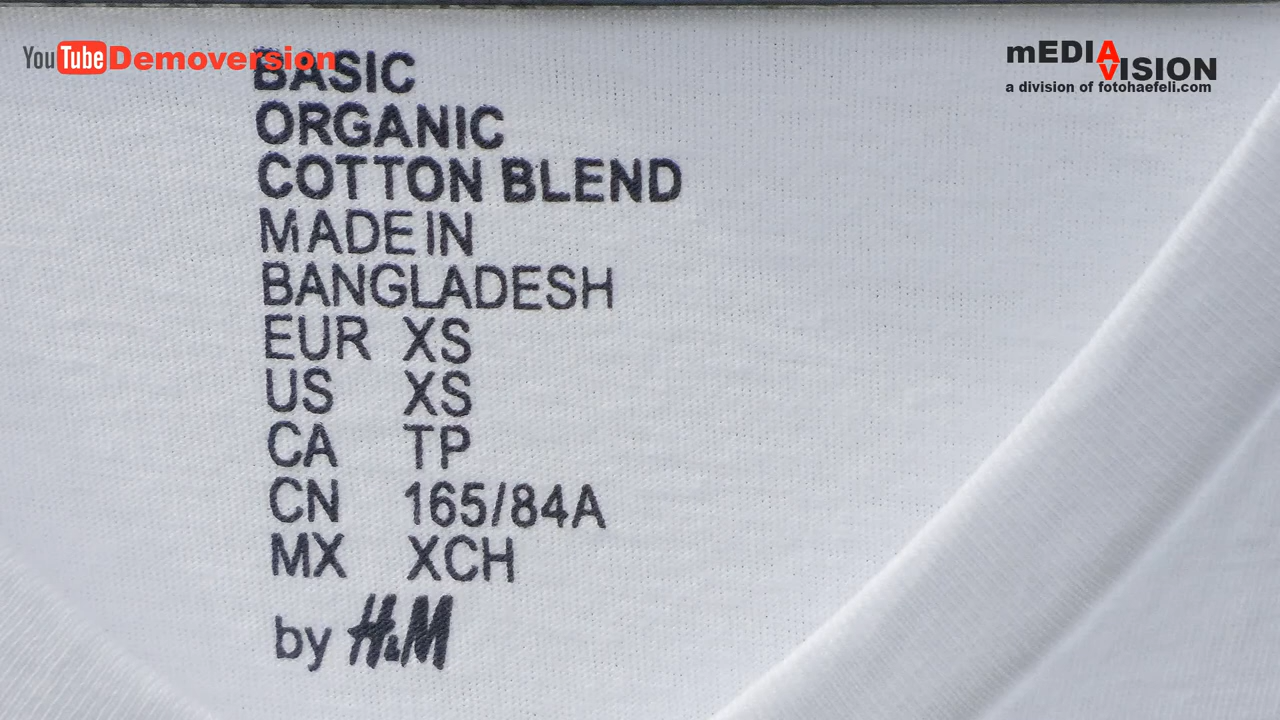 YouTube Demoversion
mEDIA VISION
a division of fotohaefeli.com
BASIC
ORGANIC
COTTON BLEND
MADE IN
BANGLADESH
EUR XS
US XS
CA TP
CN 165/84A
MX XCH
by H&M